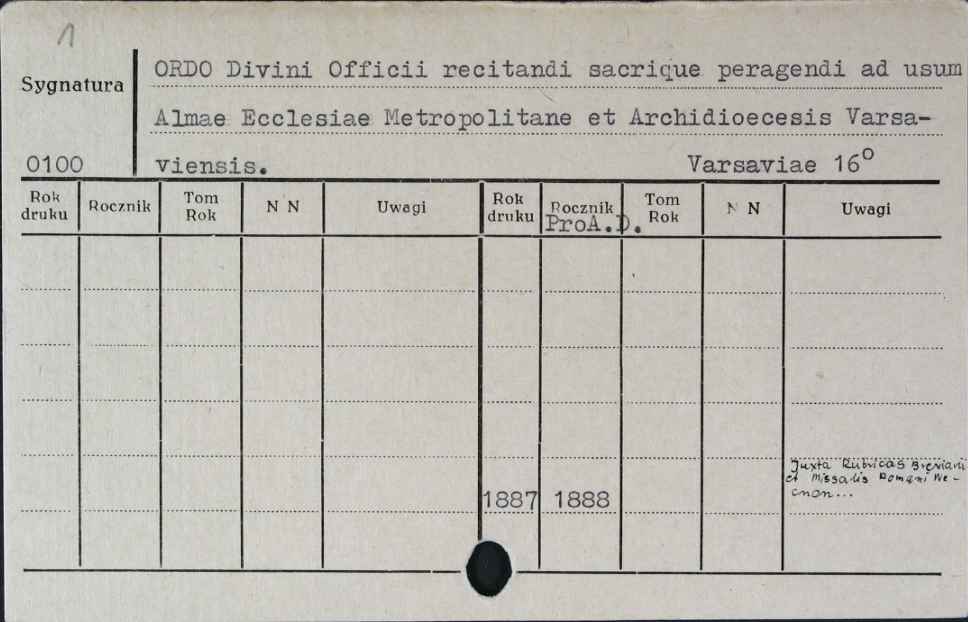 1
Sygnatura
ORDO Divini Officii recitandi sacrique peragendi ad usum
Almae Ecclesiae Metropolitane et Archidioecesis Varsa-
0100 viensis. Varsaviae 16°
Rok druku Rocznik Tom Rok N N Uwagi Rok druku Rocznik Tom Rok N N Uwagi
ProA.D.
Juxta Rubricas Breviarii
et Missalis Romani Ne-
cnon...
1887 1888